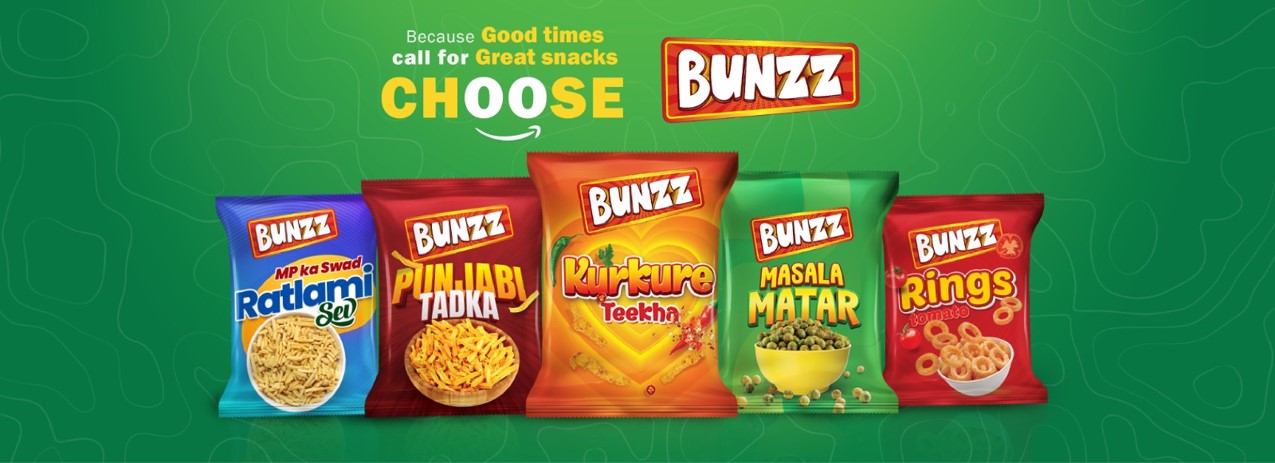 Because Good times
call for Great snacks
CHOOSE
BUNZZ
BUNZZ
MP ka Swad
Ratlami
Sev
BUNZZ
PUNJABI
TADKA
BUNZZ
Kurkure
Teekha
BUNZZ
MASALA
MATAR
BUNZZ
Rings
tomato